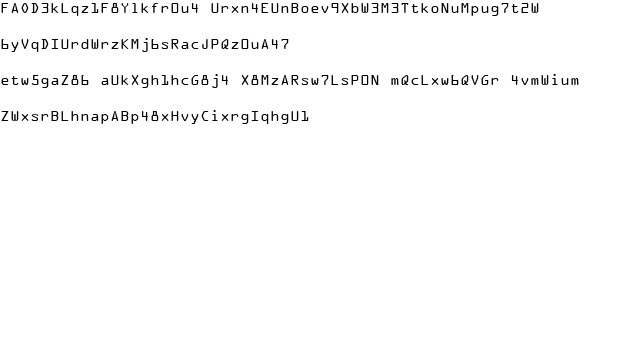 FA0D3kLqz1F8Y1kfrOu4 Urxn4EUnBoev9XbW3M3TtkoNuMpug7t2W
6yVqDIUrdWrzKMj6sRacJPQzOuA47
etw5gaZ86 aUkXgh1hcG8j4 X8MzARsw7LsPON mQcLxw6QVGr 4vmWium
ZWxsrBLhnapABp48xHvyCixrgIqhgU1